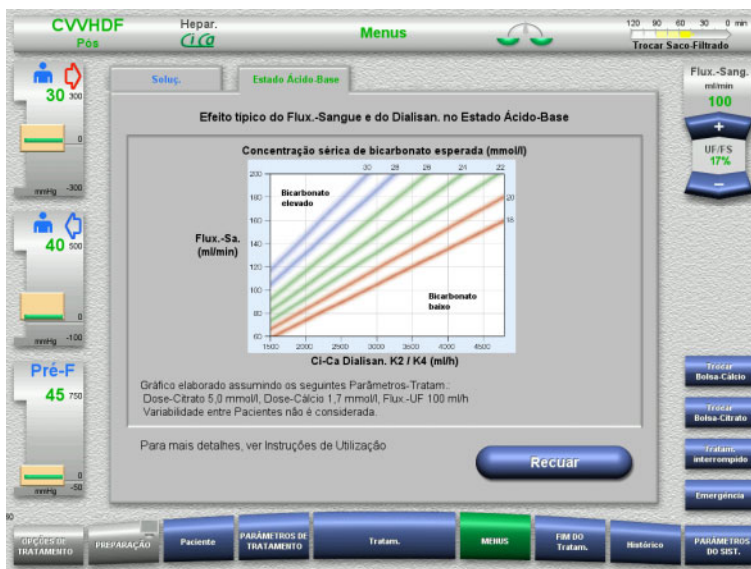 CVVHDF
Pós
Hepar.
CiCa
Menus
120 90 60 30 0 min
Trocar Saco-Filtrado
30
300
0
mmHg -300
40
500
0
mmHg -100
Pré-F
45
750
0
mmHg -50
Soluç.
Estado Ácido-Base
Efeito típico do Flux.-Sangue e do Dialisan. no Estado Ácido-Base
Concentração sérica de bicarbonato esperada (mmol/l)
30 28 26 24 22
200
180
160
140
120
100
80
60
Bicarbonato
elevado
20
18
Flux.-Sa.
(ml/min)
Bicarbonato
baixo
1500 2000 2500 3000 3500 4000 4500
Ci-Ca Dialisan. K2 / K4 (ml/h)
Gráfico elaborado assumindo os seguintes Parâmetros-Tratam.:
Dose-Citrato 5,0 mmol/l, Dose-Cálcio 1,7 mmol/l, Flux.-UF 100 ml/h
Variabilidade entre Pacientes não é considerada.
Para mais detalhes, ver Instruções de Utilização
Recuar
Flux.-Sang.
ml/min
100
+
UF/FS
17%
−
Trocar
Bolsa-Cálcio
Trocar
Bolsa-Citrato
Tratam.
interrompido
Emergência
OPÇÕES DE
TRATAMENTO
PREPARAÇÃO
Paciente
PARÂMETROS DE
TRATAMENTO
Tratam.
MENUS
FIM DO
Tratam.
Histórico
PARÂMETROS
DO SIST.